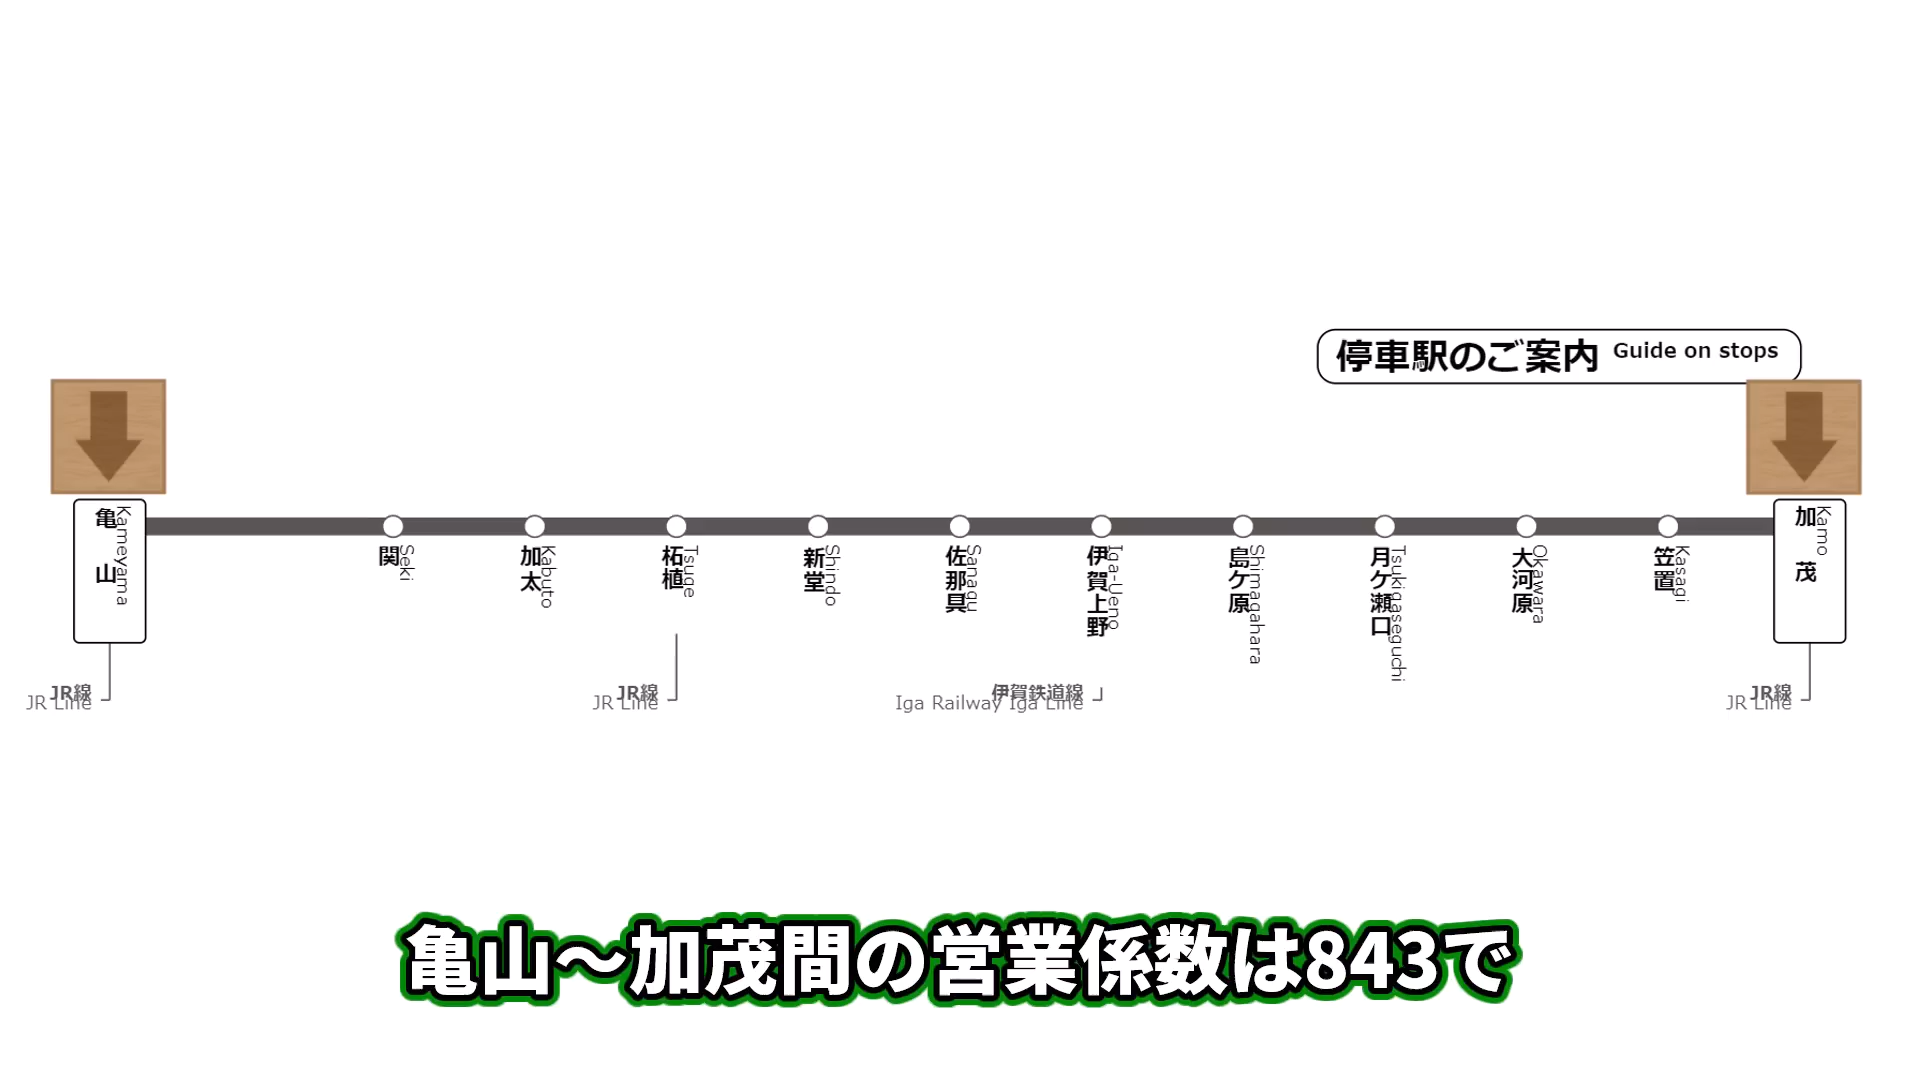 停車駅のご案内 Guide on stops
亀山 Kameyama
関 Seki
加太 Kabuto
柘植 Tsuge
新堂 Shindo
佐那具 Sanagu
伊賀上野 Iga-Ueno
島ケ原 Shimagahara
月ケ瀬口 Tsukigaseguchi
大河原 Okawara
笠置 Kasagi
加茂 Kamo
JR線
JR Line
JR線
JR Line
伊賀鉄道線
Iga Railway Iga Line
JR線
JR Line
亀山～加茂間の営業係数は843で